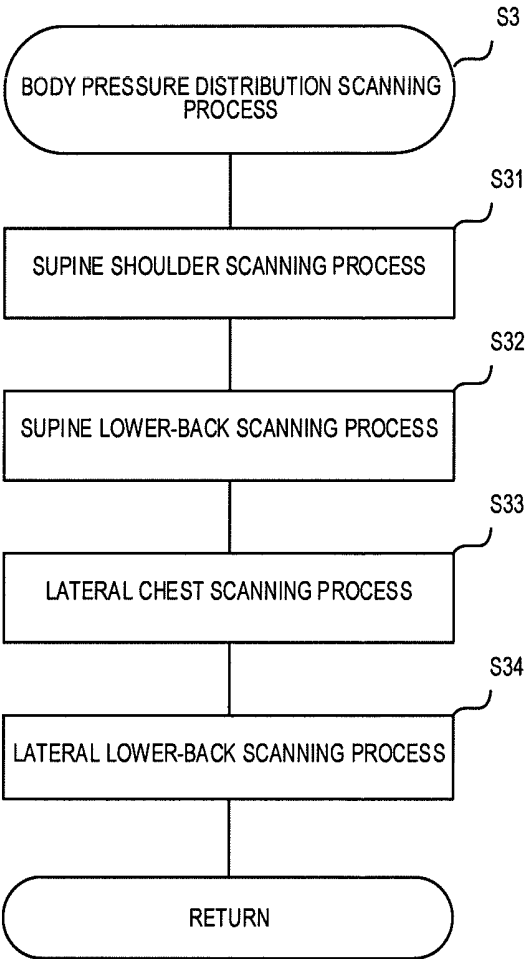 S3
BODY PRESSURE DISTRIBUTION SCANNING
PROCESS
S31
SUPINE SHOULDER SCANNING PROCESS
S32
SUPINE LOWER-BACK SCANNING PROCESS
S33
LATERAL CHEST SCANNING PROCESS
S34
LATERAL LOWER-BACK SCANNING PROCESS
RETURN